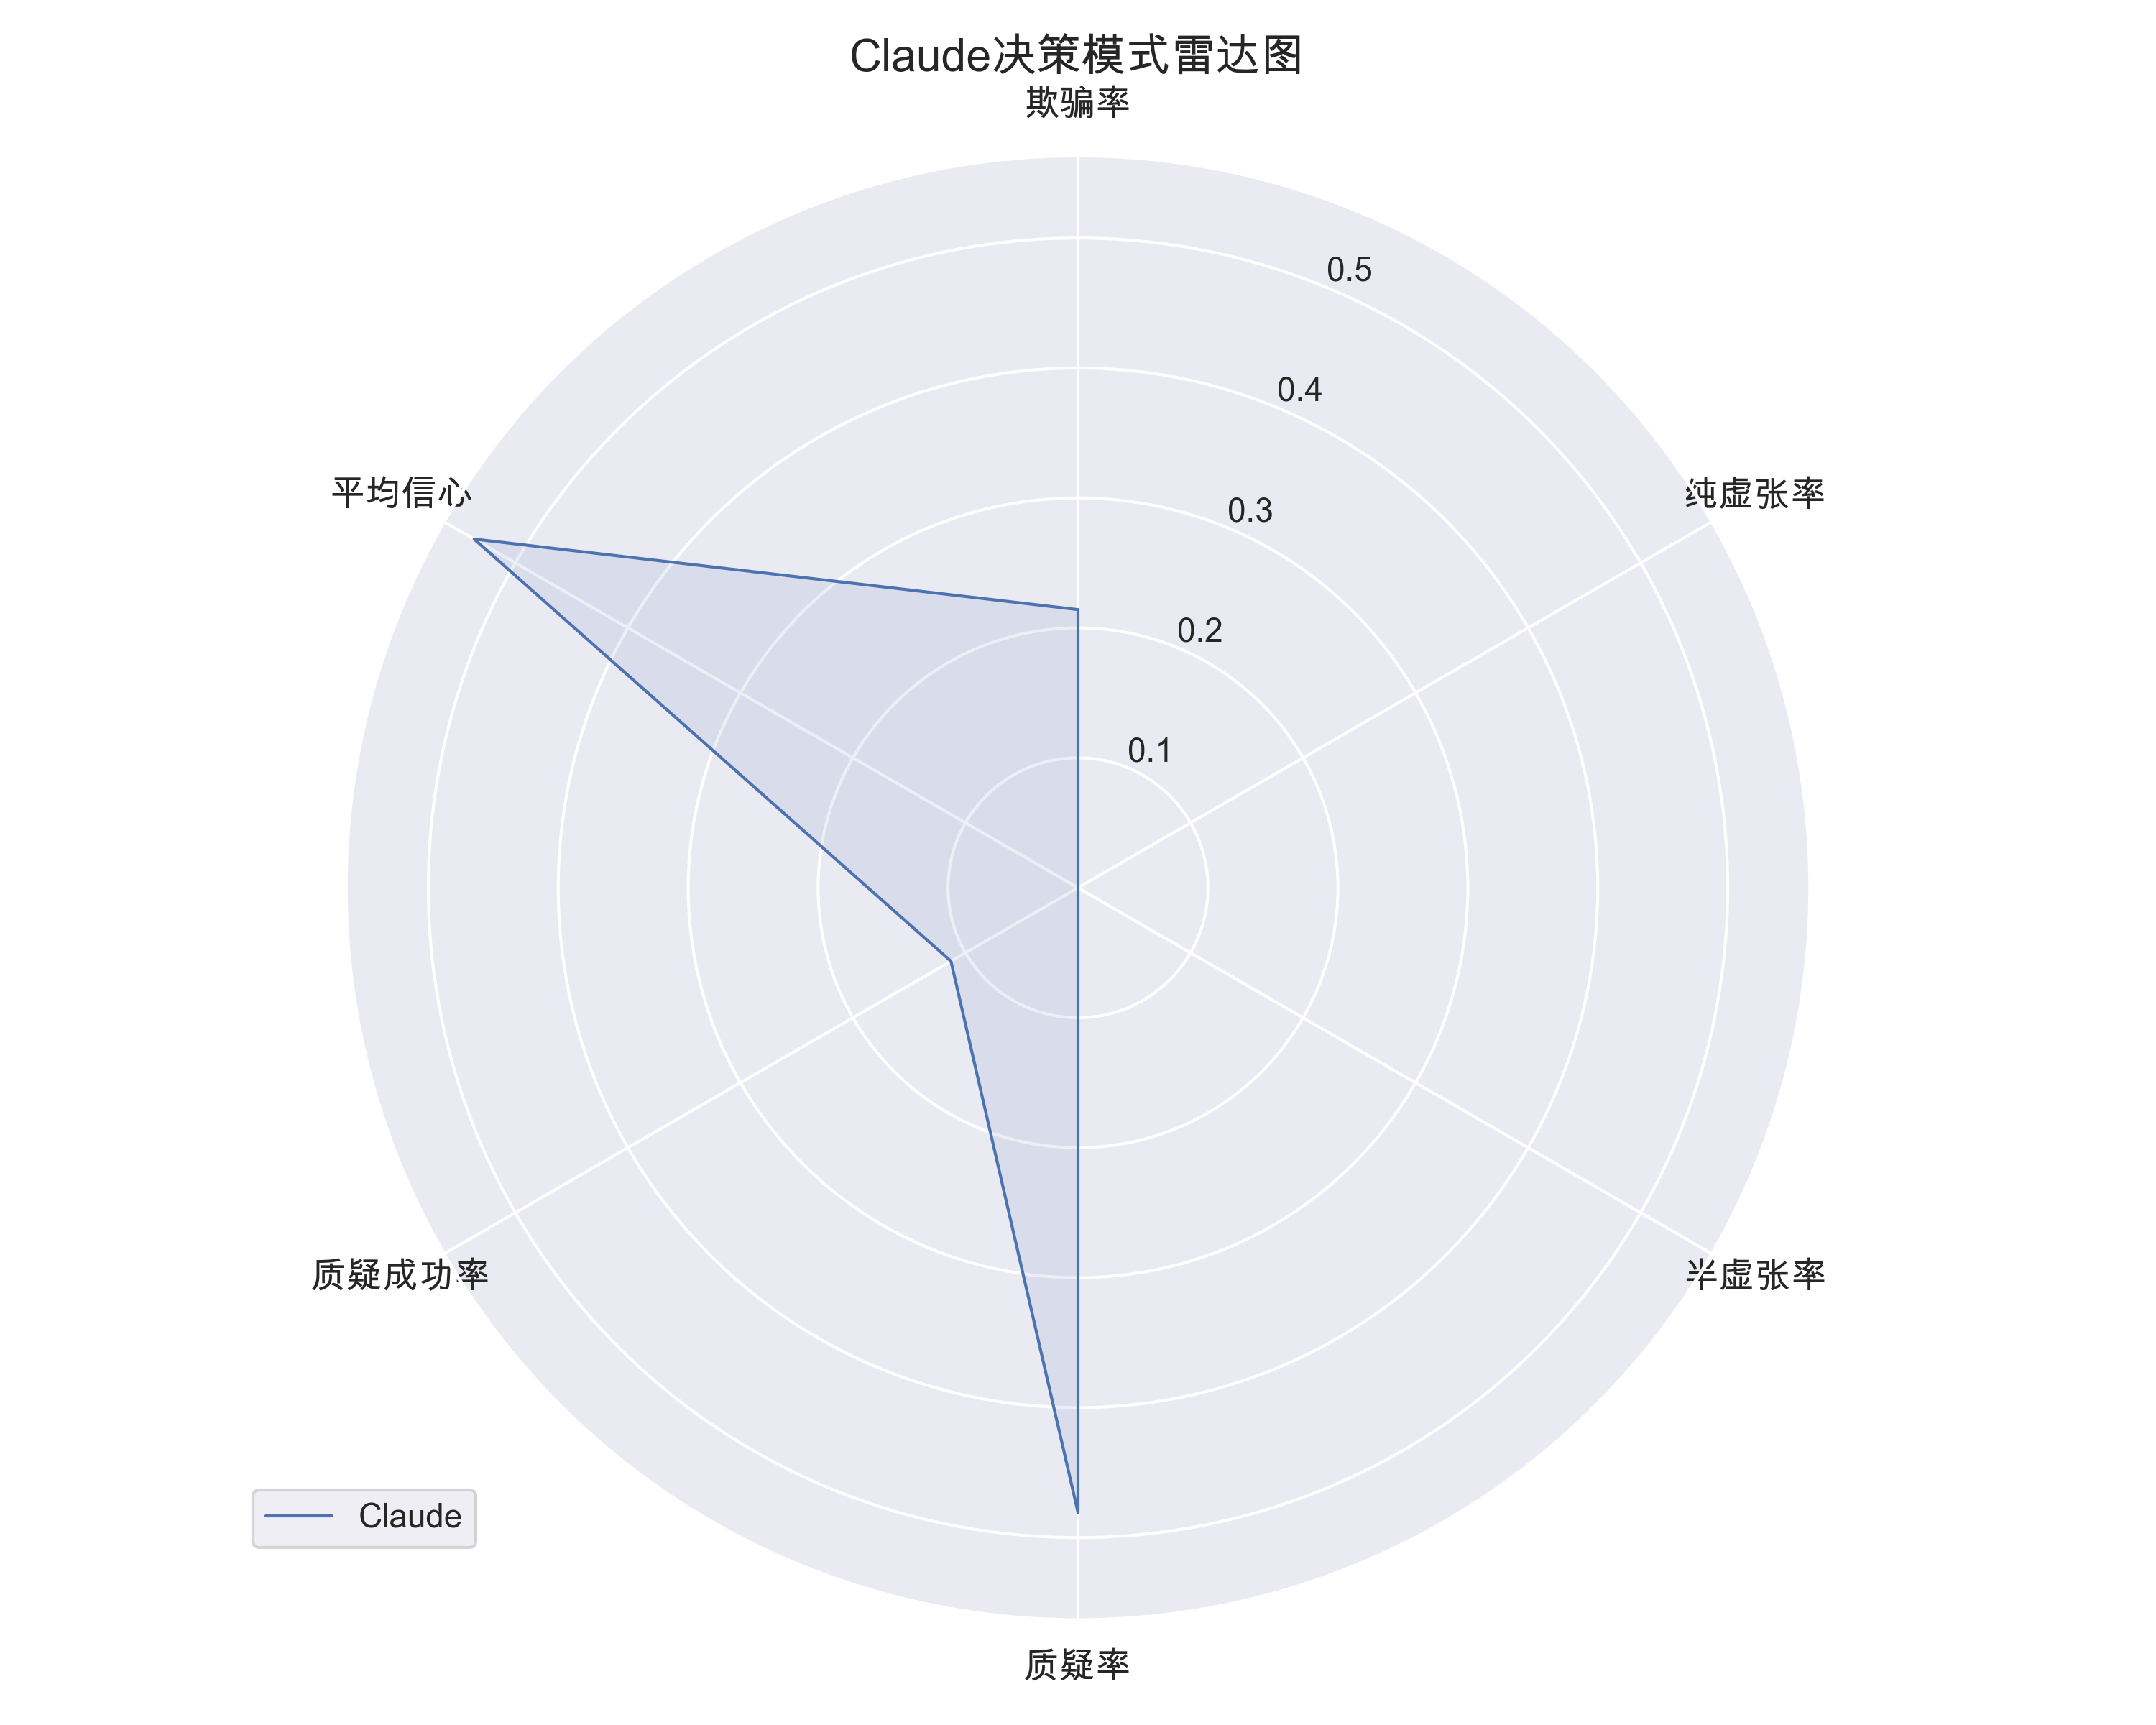 Claude决策模式雷达图
欺骗率
0.5
0.4
平均信心
纯虚张率
0.3
0.2
0.1
质疑成功率
半虚张率
Claude
质疑率